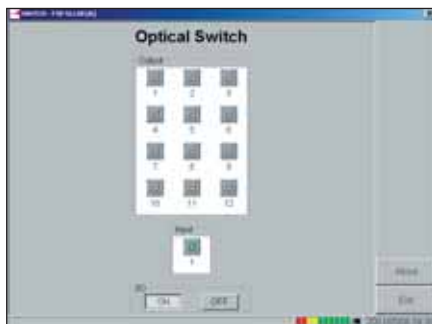 Optical Switch
Output
1 2 3
4 5 6
7 8 9
10 11 12
Input
1
ON OFF
About
Exit